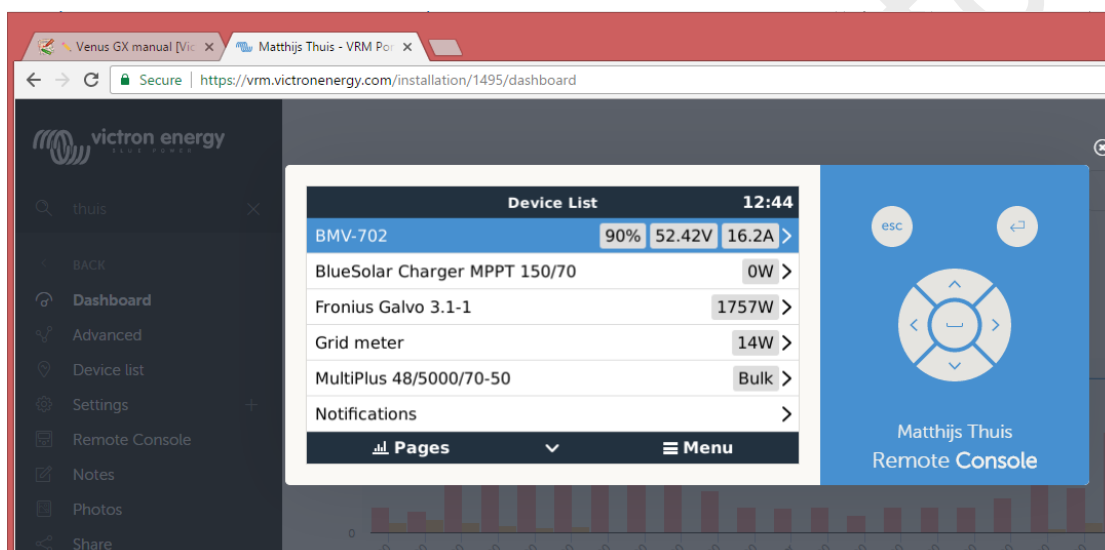 Venus GX manual [Vic
Matthijs Thuis - VRM Por
Secure | https://vrm.victronenergy.com/installation/1495/dashboard
victron energy
BLUE POWER
thuis
BACK
Dashboard
Advanced
Device list
Settings
Remote Console
Notes
Photos
Share
Device List 12:44
BMV-702 90% 52.42V 16.2A
BlueSolar Charger MPPT 150/70 0W
Fronius Galvo 3.1-1 1757W
Grid meter 14W
MultiPlus 48/5000/70-50 Bulk
Notifications
Pages Menu
esc
Matthijs Thuis
Remote Console
0